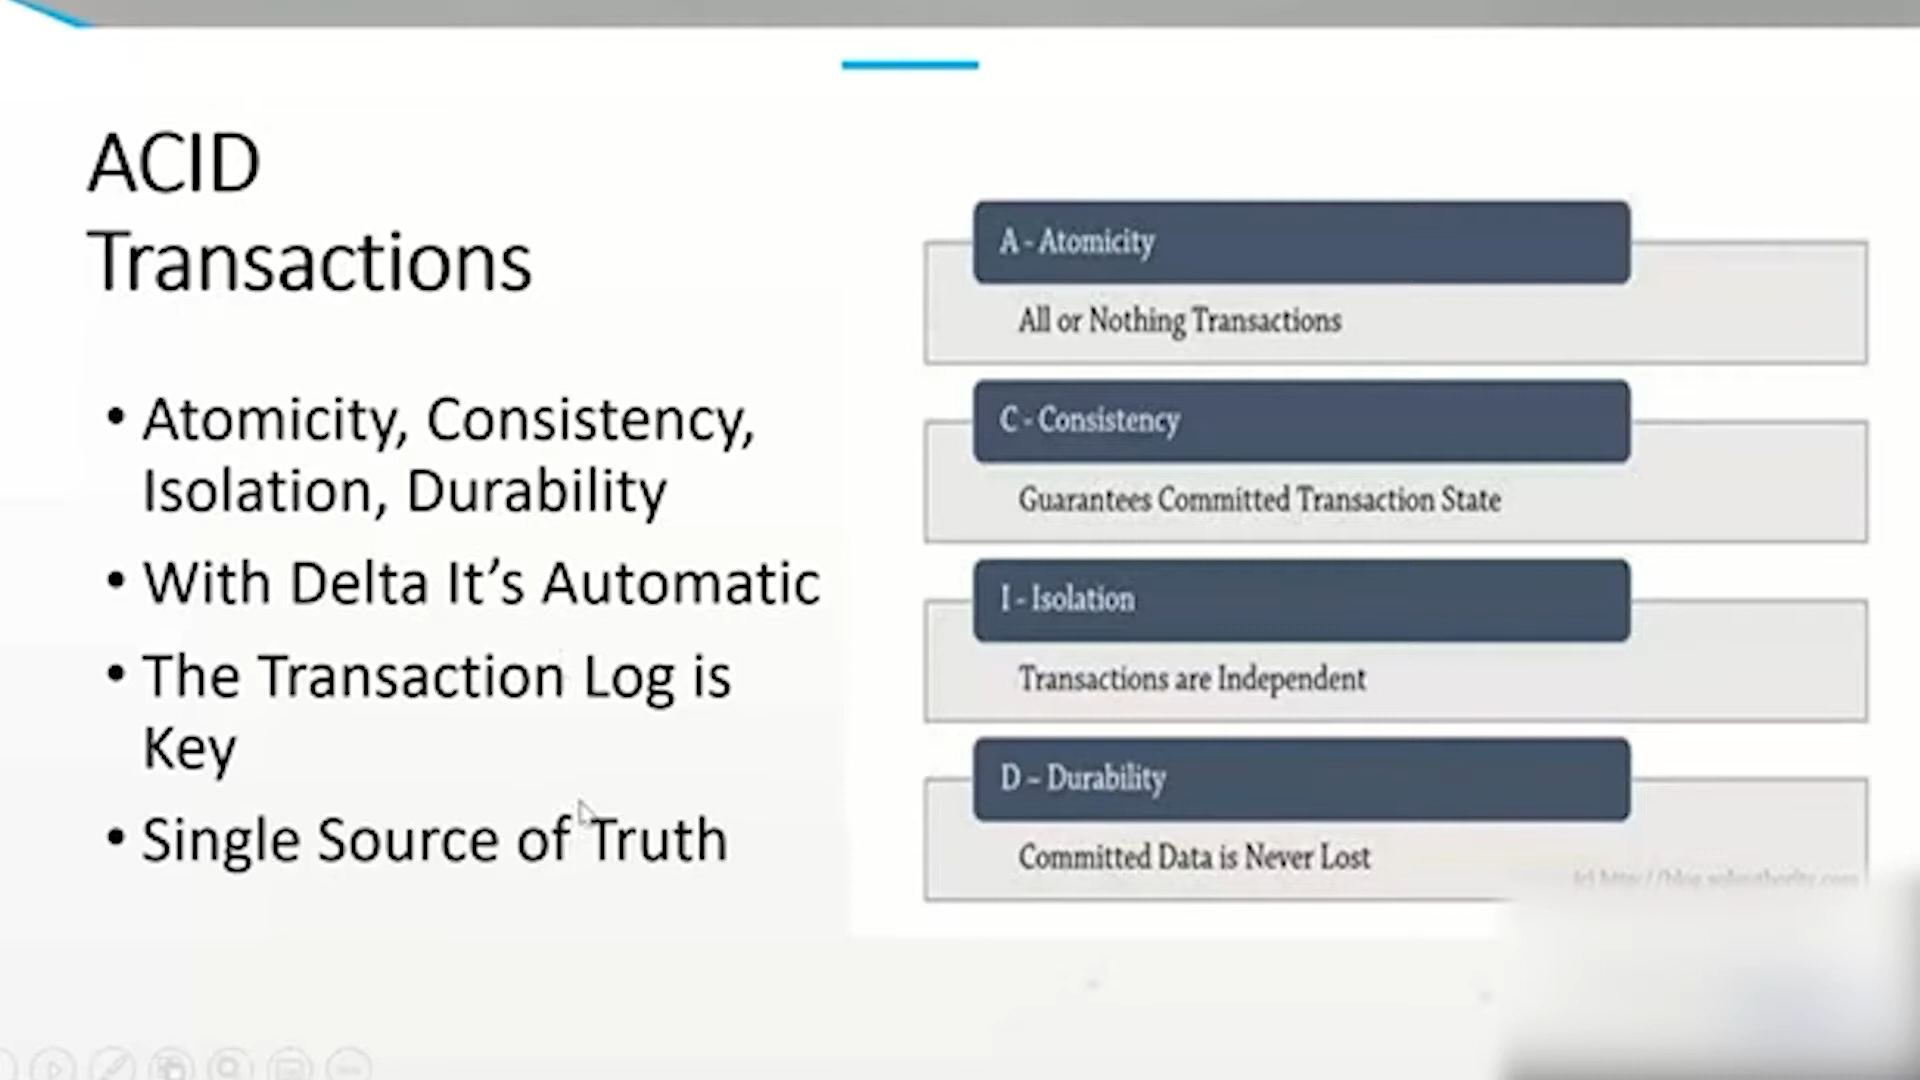 ACID
Transactions
• Atomicity, Consistency,
Isolation, Durability
• With Delta It’s Automatic
• The Transaction Log is
Key
• Single Source of Truth
A - Atomicity
All or Nothing Transactions
C - Consistency
Guarantees Committed Transaction State
I - Isolation
Transactions are Independent
D – Durability
Committed Data is Never Lost